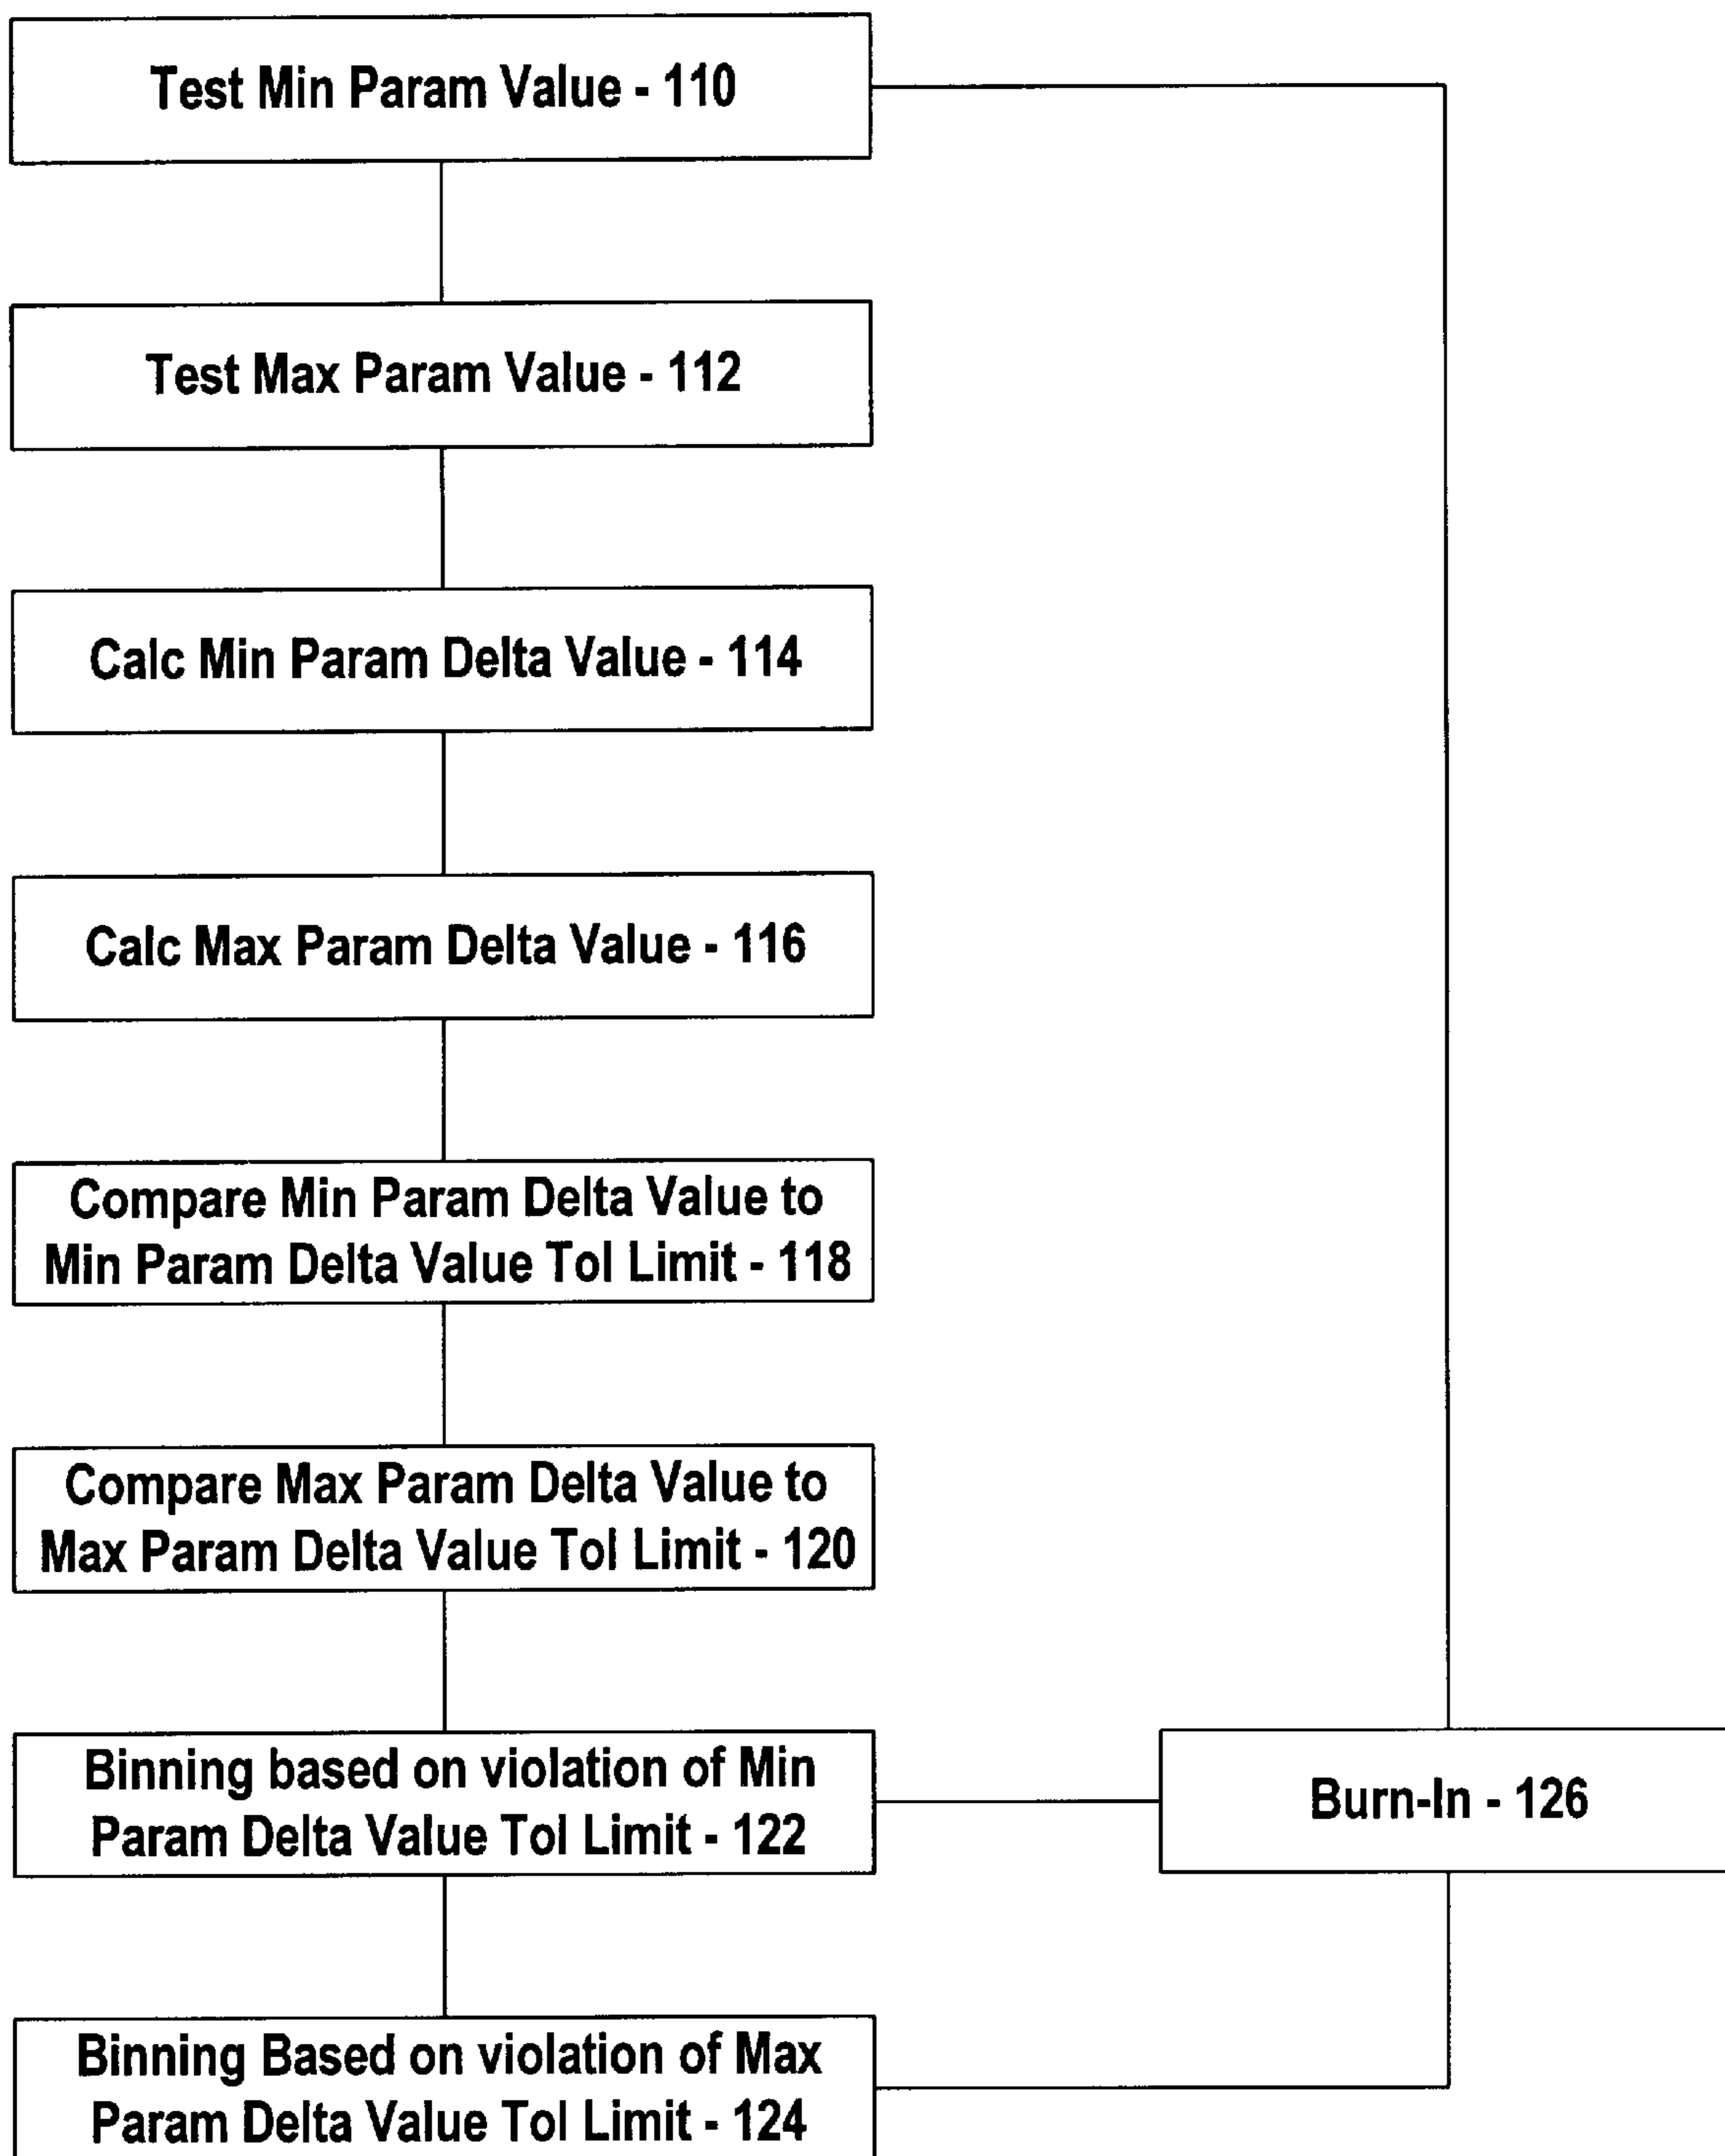 Test Min Param Value - 110
Test Max Param Value - 112
Calc Min Param Delta Value - 114
Calc Max Param Delta Value - 116
Compare Min Param Delta Value to
Min Param Delta Value Tol Limit - 118
Compare Max Param Delta Value to
Max Param Delta Value Tol Limit - 120
Binning based on violation of Min
Param Delta Value Tol Limit - 122
Burn-In - 126
Binning Based on violation of Max
Param Delta Value Tol Limit - 124